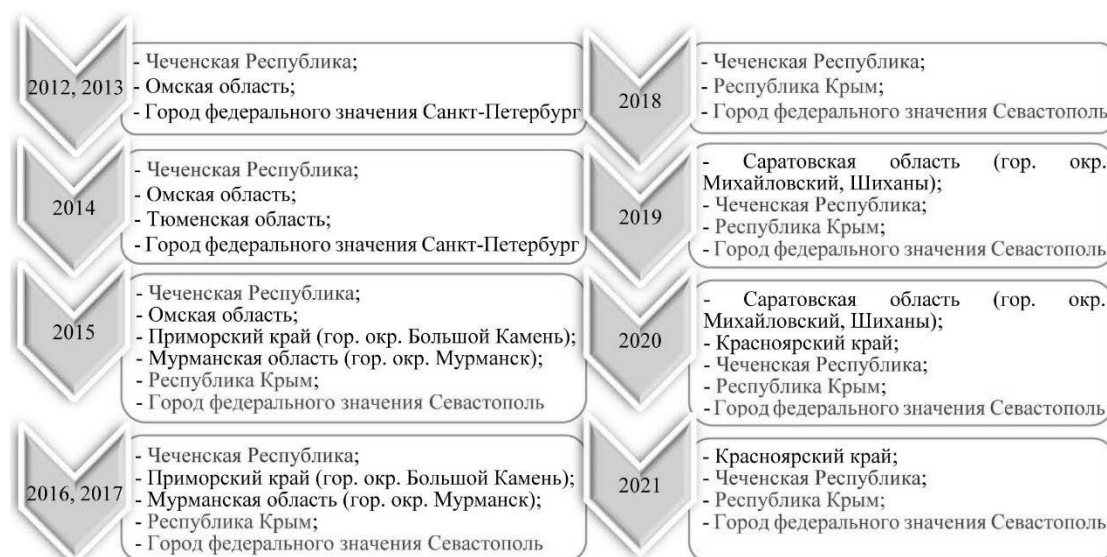 2012, 2013
- Чеченская Республика;
- Омская область;
- Город федерального значения Санкт-Петербург
2014
- Чеченская Республика;
- Омская область;
- Тюменская область;
- Город федерального значения Санкт-Петербург
2015
- Чеченская Республика;
- Омская область;
- Приморский край (гор. окр. Большой Камень);
- Мурманская область (гор. окр. Мурманск);
- Республика Крым;
- Город федерального значения Севастополь
2016, 2017
- Чеченская Республика;
- Приморский край (гор. окр. Большой Камень);
- Мурманская область (гор. окр. Мурманск);
- Республика Крым;
- Город федерального значения Севастополь
2018
- Чеченская Республика;
- Республика Крым;
- Город федерального значения Севастополь
2019
- Саратовская область (гор. окр.
Михайловский, Шиханы);
- Чеченская Республика;
- Республика Крым;
- Город федерального значения Севастополь
2020
- Саратовская область (гор. окр.
Михайловский, Шиханы);
- Красноярский край;
- Чеченская Республика;
- Республика Крым;
- Город федерального значения Севастополь
2021
- Красноярский край;
- Чеченская Республика;
- Республика Крым;
- Город федерального значения Севастополь